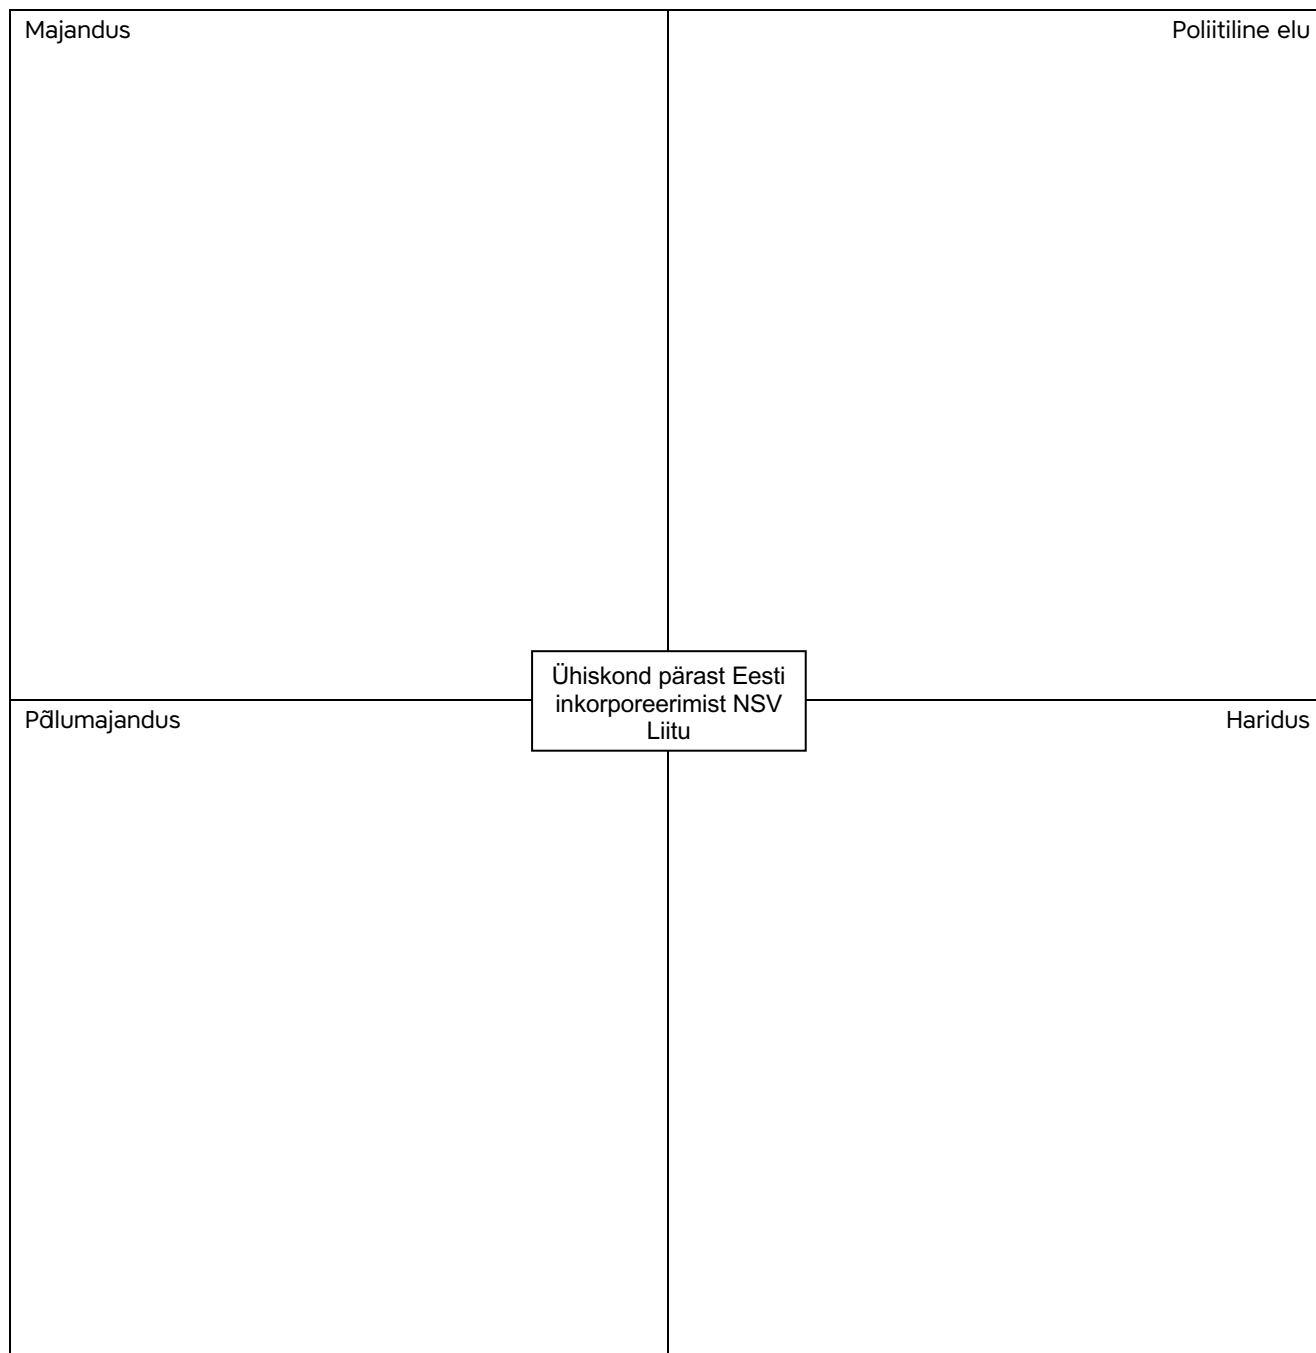 Majandus
Poliitiline elu
Ühiskond pärast Eesti
inkorporeerimist NSV
Liitu
Põllumajandus
Haridus